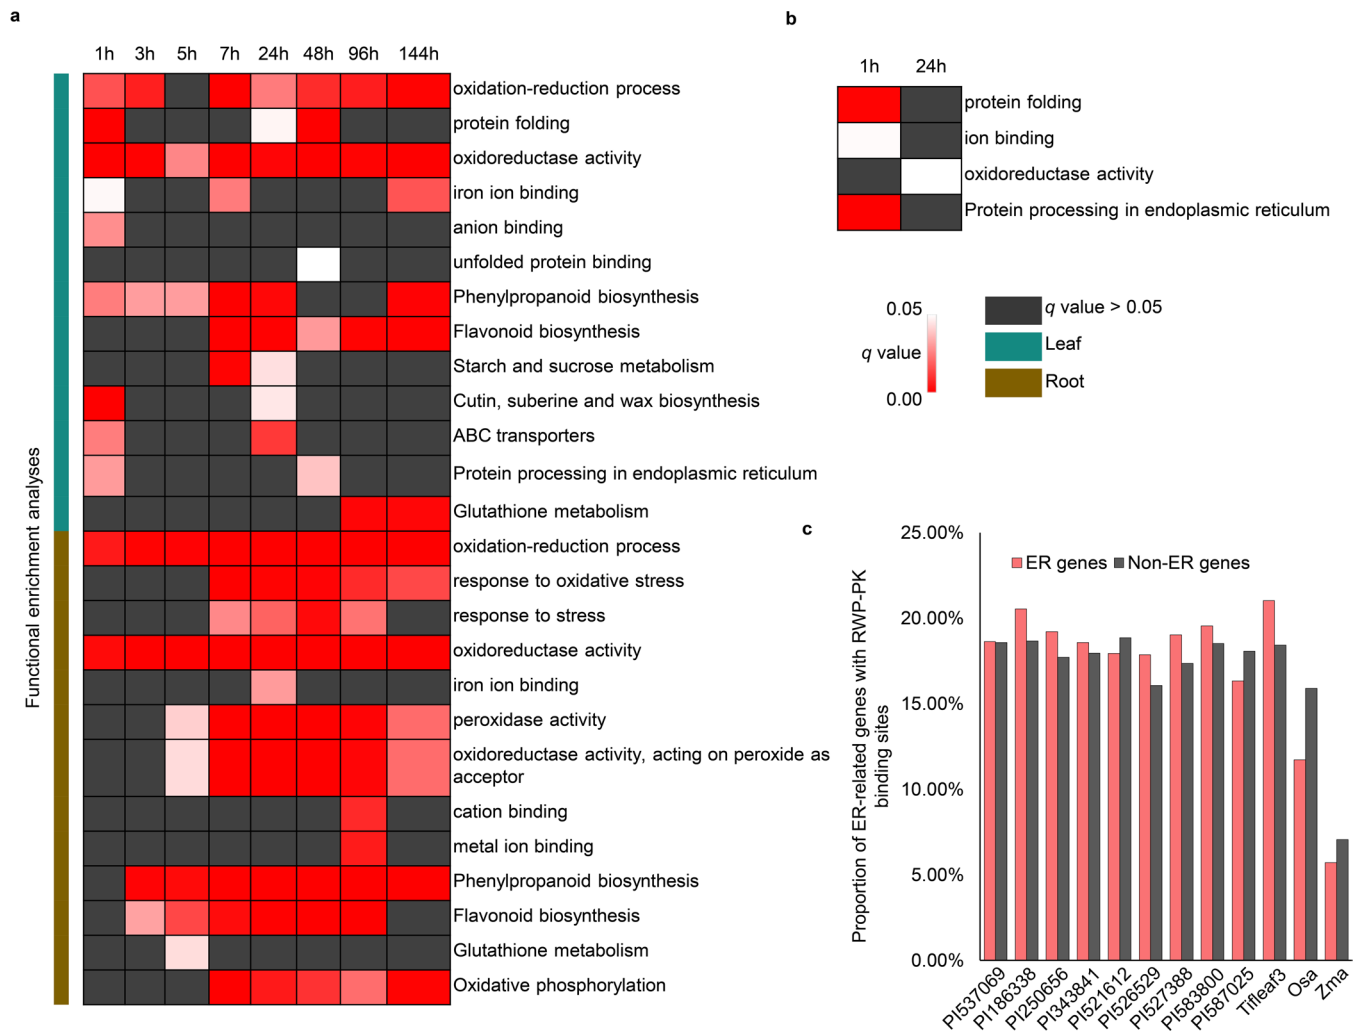 a
1h 3h 5h 7h 24h 48h 96h 144h
Functional enrichment analyses
oxidation-reduction process
protein folding
oxidoreductase activity
iron ion binding
anion binding
unfolded protein binding
Phenylpropanoid biosynthesis
Flavonoid biosynthesis
Starch and sucrose metabolism
Cutin, suberine and wax biosynthesis
ABC transporters
Protein processing in endoplasmic reticulum
Glutathione metabolism
oxidation-reduction process
response to oxidative stress
response to stress
oxidoreductase activity
iron ion binding
peroxidase activity
oxidoreductase activity, acting on peroxide as
acceptor
cation binding
metal ion binding
Phenylpropanoid biosynthesis
Flavonoid biosynthesis
Glutathione metabolism
Oxidative phosphorylation
b
1h 24h
protein folding
ion binding
oxidoreductase activity
Protein processing in endoplasmic reticulum
0.05
q value
0.00
q value > 0.05
Leaf
Root
c
Proportion of ER-related genes with RWP-PK
binding sites
25.00%
20.00%
15.00%
10.00%
5.00%
0.00%
ER genes Non-ER genes
PI537069 PI186338 PI250656 PI343841 PI521612 PI526529 PI527388 PI583800 PI587025 Tifleaf3 Osa Zma